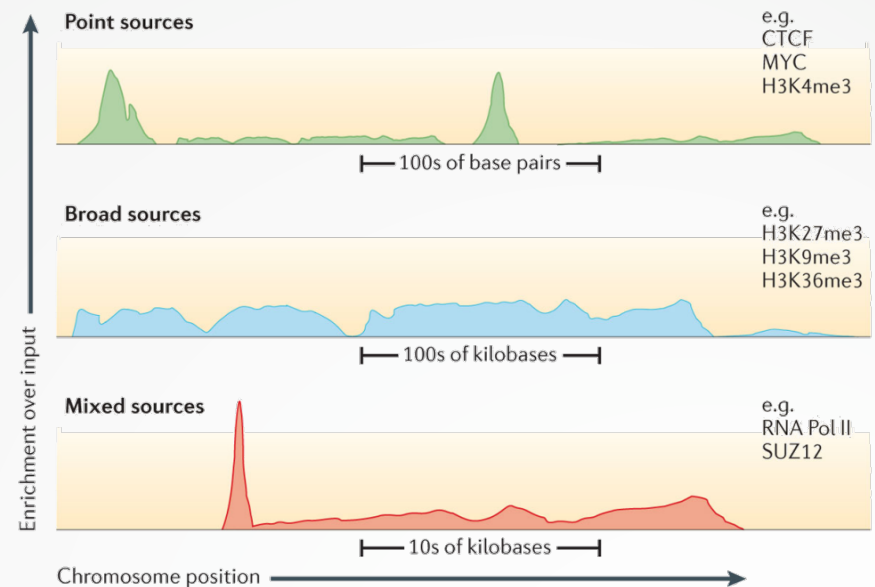 Point sources
e.g.
CTCF
MYC
H3K4me3
100s of base pairs
Broad sources
e.g.
H3K27me3
H3K9me3
H3K36me3
100s of kilobases
Mixed sources
e.g.
RNA Pol II
SUZ12
10s of kilobases
Enrichment over input
Chromosome position